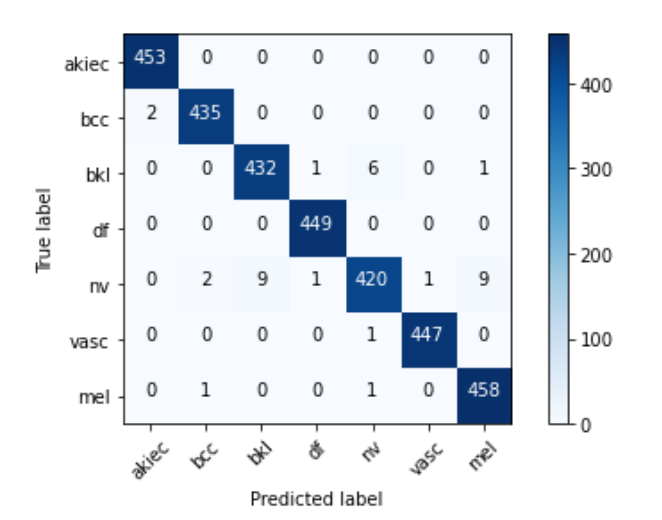 akiec 453 0 0 0 0 0 0
bcc 2 435 0 0 0 0 0
bkl 0 0 432 1 6 0 1
df 0 0 0 449 0 0 0
nv 0 2 9 1 420 1 9
vasc 0 0 0 0 1 447 0
mel 0 1 0 0 1 0 458
akiec bcc bkl df nv vasc mel
True label
Predicted label
400
300
200
100
0